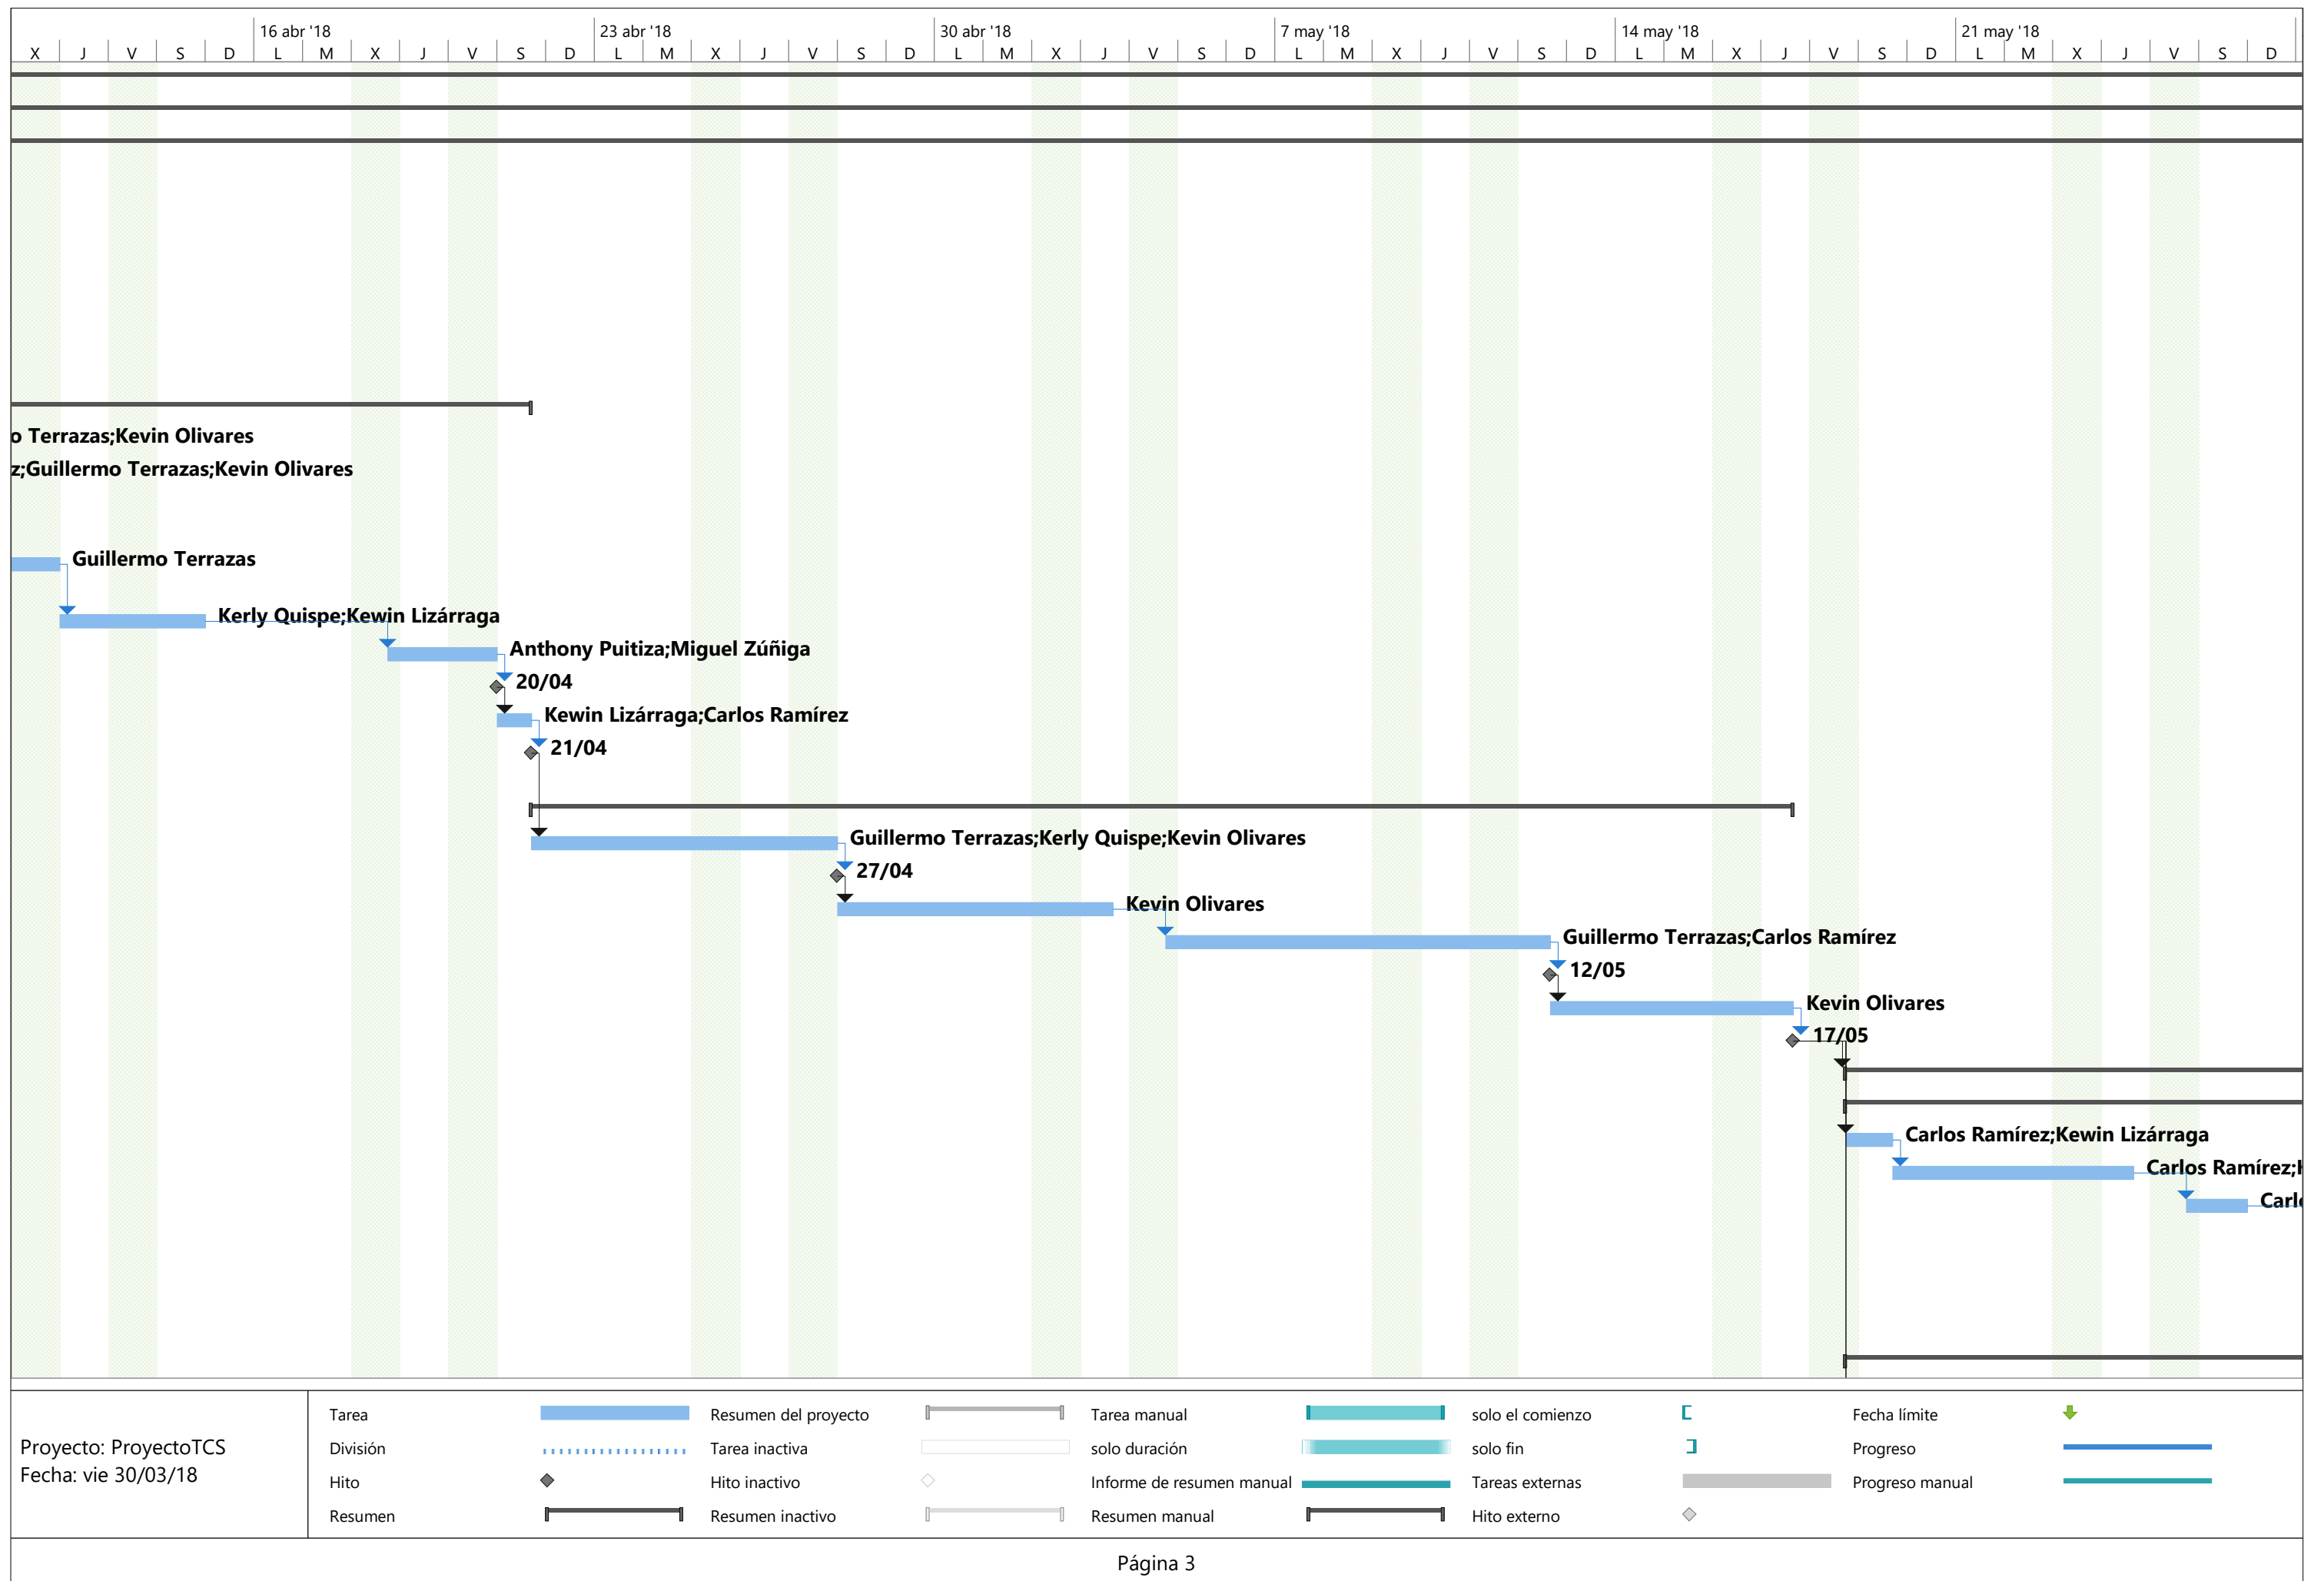 16 abr '18 23 abr '18 30 abr '18 7 may '18 14 may '18 21 may '18
X J V S D L M X J V S D L M X J V S D L M X J V S D L M X J V S D L M X J V S D L M X J V S D
o Terrazas;Kevin Olivares
z;Guillermo Terrazas;Kevin Olivares
Guillermo Terrazas
Kerly Quispe;Kewin Lizárraga
Anthony Puitiza;Miguel Zúñiga
20/04
Kewin Lizárraga;Carlos Ramírez
21/04
Guillermo Terrazas;Kerly Quispe;Kevin Olivares
27/04
Kevin Olivares
Guillermo Terrazas;Carlos Ramírez
12/05
Kevin Olivares
17/05
Carlos Ramírez;Kewin Lizárraga
Carlos Ramírez;
Carl
Proyecto: ProyectoTCS
Fecha: vie 30/03/18
Tarea
División
Hito
Resumen
Resumen del proyecto
Tarea inactiva
Hito inactivo
Resumen inactivo
Tarea manual
solo duración
Informe de resumen manual
Resumen manual
solo el comienzo
solo fin
Tareas externas
Hito externo
Fecha límite
Progreso
Progreso manual
Página 3